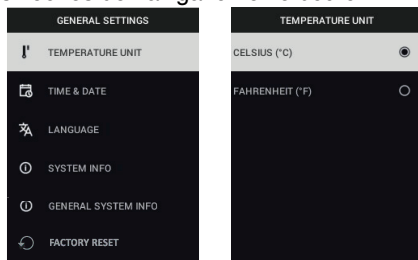 GENERAL SETTINGS
TEMPERATURE UNIT
TIME & DATE
LANGUAGE
SYSTEM INFO
GENERAL SYSTEM INFO
FACTORY RESET
TEMPERATURE UNIT
CELSIUS (°C)
FAHRENHEIT (°F)